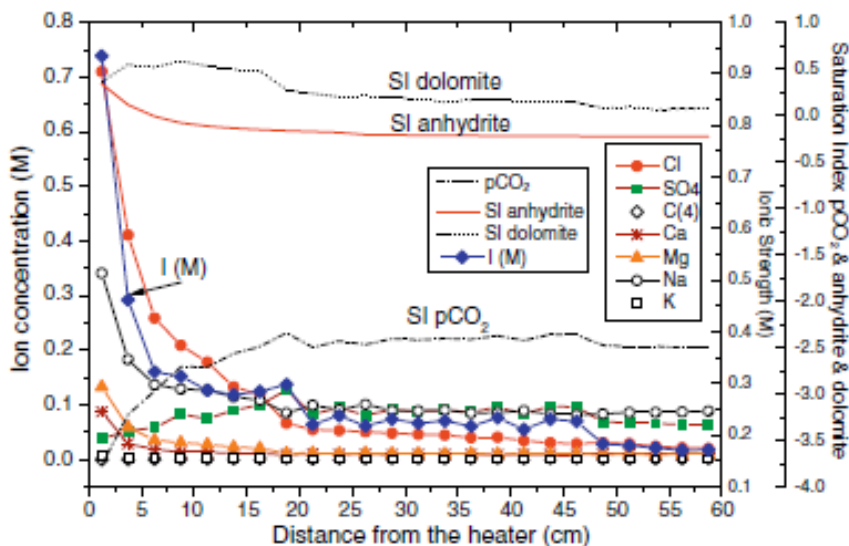 0.8
0.7
0.6
0.5
0.4
0.3
0.2
0.1
0.0
Ion concentration (M)
SI dolomite
SI anhydrite
pCO₂
SI anhydrite
SI dolomite
I (M)
Cl
SO4
C(4)
Ca
Mg
Na
K
I (M)
SI pCO₂
1.0
0.9
0.8
0.7
0.6
0.5
0.4
0.3
0.2
0.1
Ionic Strength (M)
1.0
0.5
0.0
-0.5
-1.0
-1.5
-2.0
-2.5
-3.0
-3.5
-4.0
Saturation Index pCO₂ & anhydrite & dolomite
0 5 10 15 20 25 30 35 40 45 50 55 60
Distance from the heater (cm)